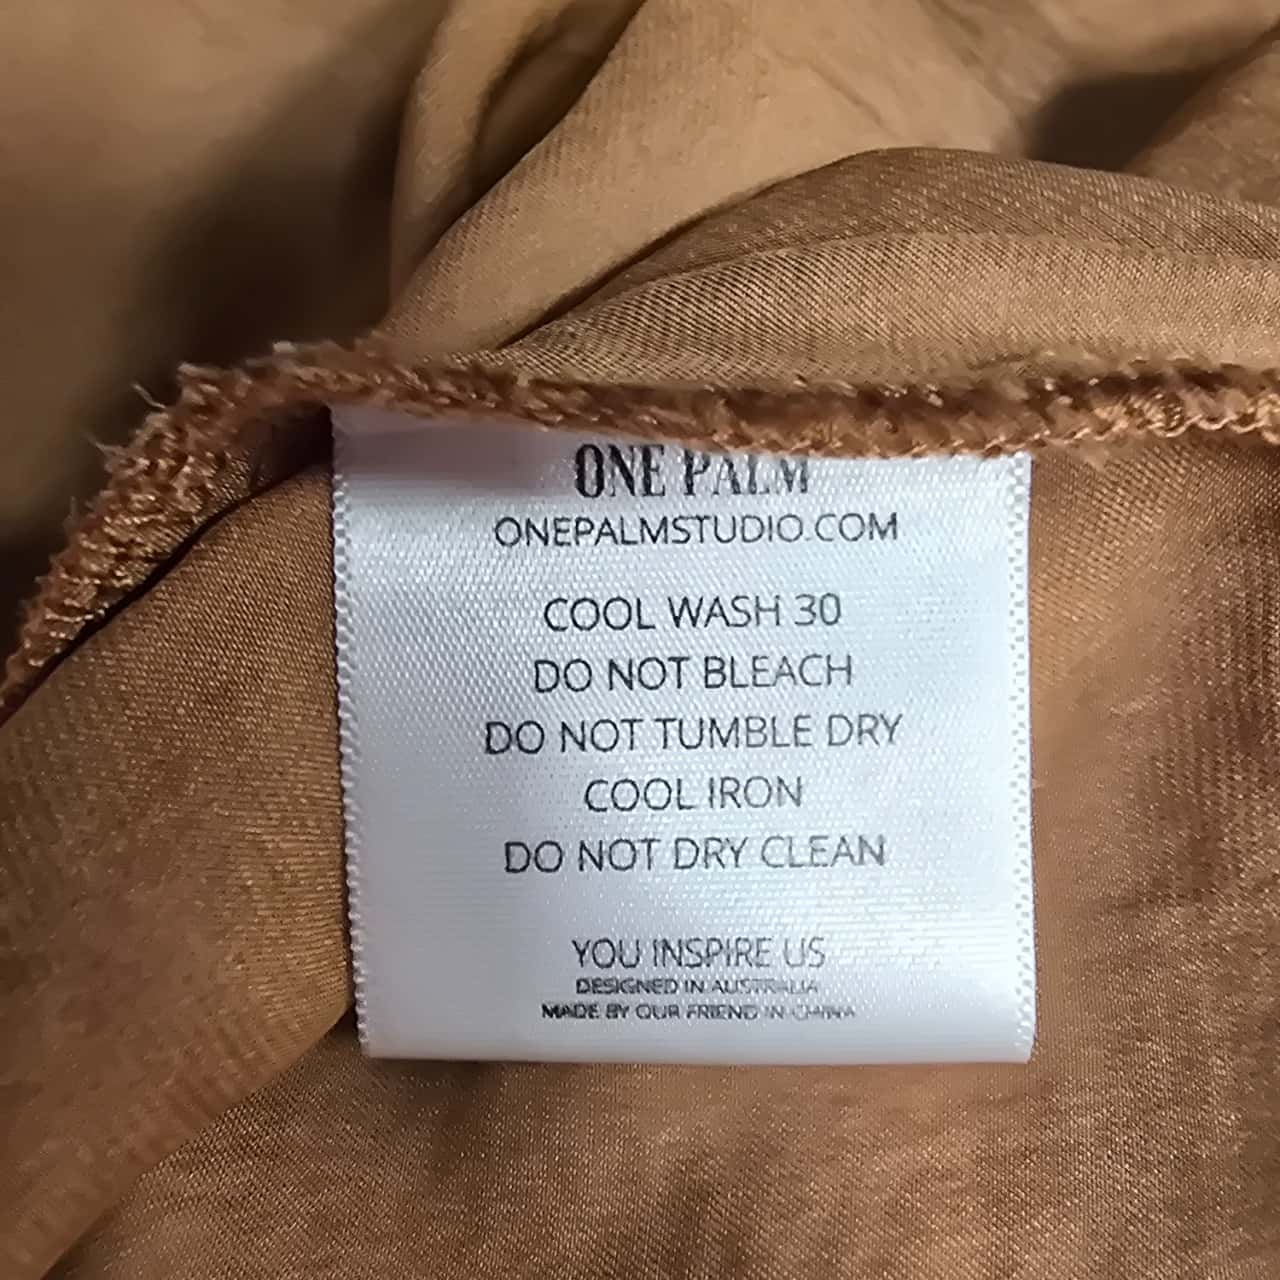 ONE PALM
ONEPALMSTUDIO.COM
COOL WASH 30
DO NOT BLEACH
DO NOT TUMBLE DRY
COOL IRON
DO NOT DRY CLEAN
YOU INSPIRE US
DESIGNED IN AUSTRALIA
MADE BY OUR FRIEND IN CHINA